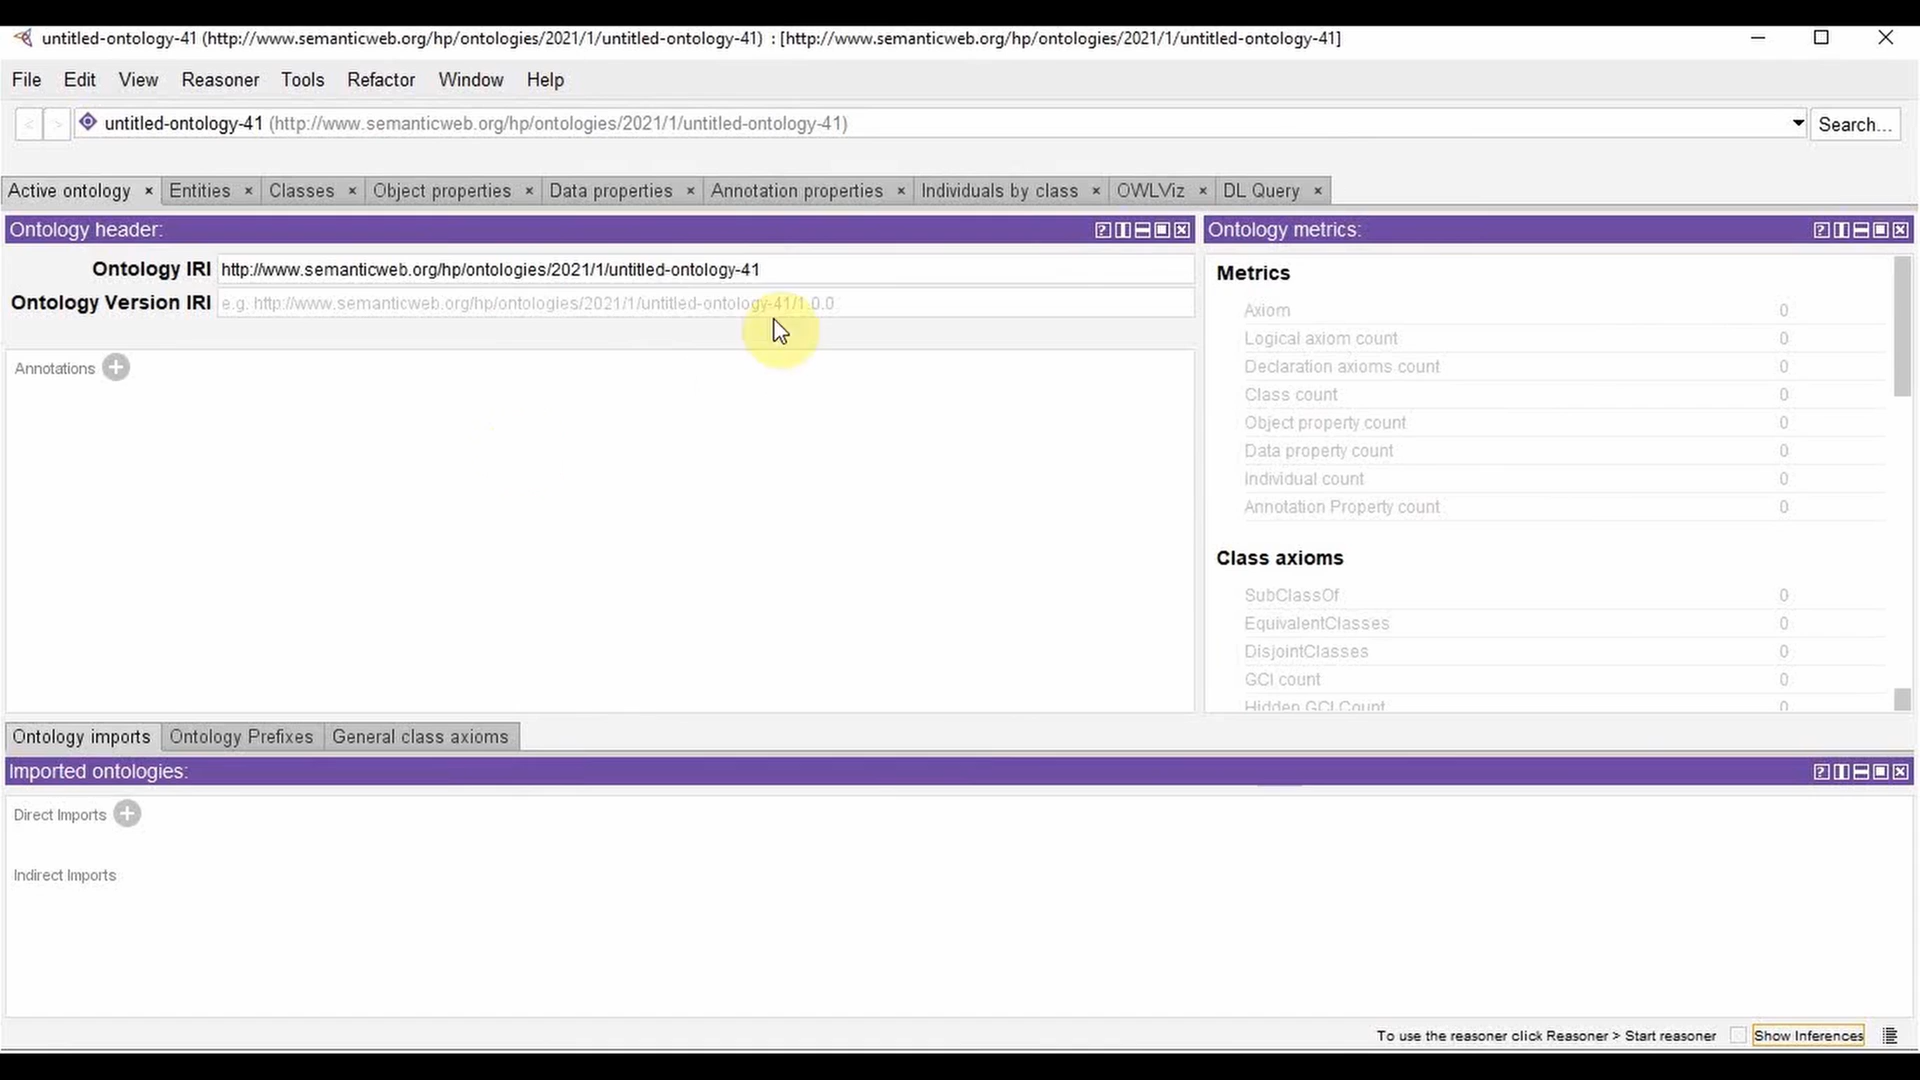 untitled-ontology-41 (http://www.semanticweb.org/hp/ontologies/2021/1/untitled-ontology-41) : [http://www.semanticweb.org/hp/ontologies/2021/1/untitled-ontology-41]
File Edit View Reasoner Tools Refactor Window Help
< > untitled-ontology-41 (http://www.semanticweb.org/hp/ontologies/2021/1/untitled-ontology-41) Search...
Active ontology × Entities × Classes × Object properties × Data properties × Annotation properties × Individuals by class × OWLViz × DL Query ×
Ontology header:
Ontology IRI http://www.semanticweb.org/hp/ontologies/2021/1/untitled-ontology-41
Ontology Version IRI e.g. http://www.semanticweb.org/hp/ontologies/2021/1/untitled-ontology-41/1.0.0
Annotations
Ontology metrics:
Metrics
Axiom 0
Logical axiom count 0
Declaration axioms count 0
Class count 0
Object property count 0
Data property count 0
Individual count 0
Annotation Property count 0
Class axioms
SubClassOf 0
EquivalentClasses 0
DisjointClasses 0
GCI count 0
Hidden GCI Count 0
Ontology imports Ontology Prefixes General class axioms
Imported ontologies:
Direct Imports
Indirect Imports
To use the reasoner click Reasoner > Start reasoner Show Inferences